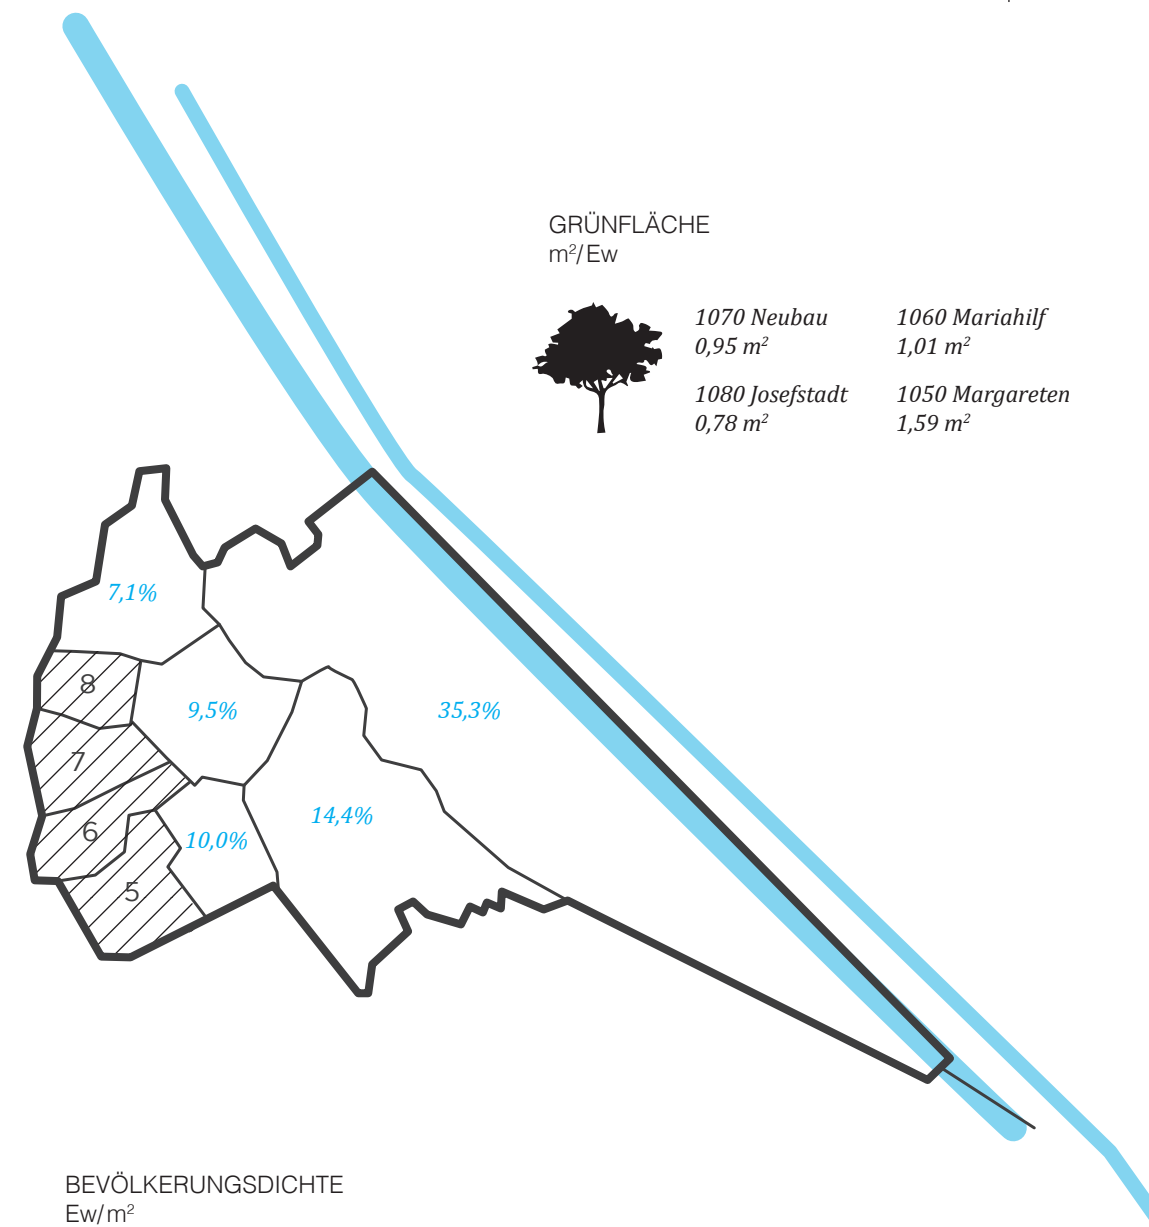 GRÜNFLÄCHE
m²/Ew
1070 Neubau
0,95 m²
1060 Mariahilf
1,01 m²
1080 Josefstadt
0,78 m²
1050 Margareten
1,59 m²
7,1%
8
9,5%
35,3%
7
14,4%
6
10,0%
5
BEVÖLKERUNGSDICHTE
Ew/m²